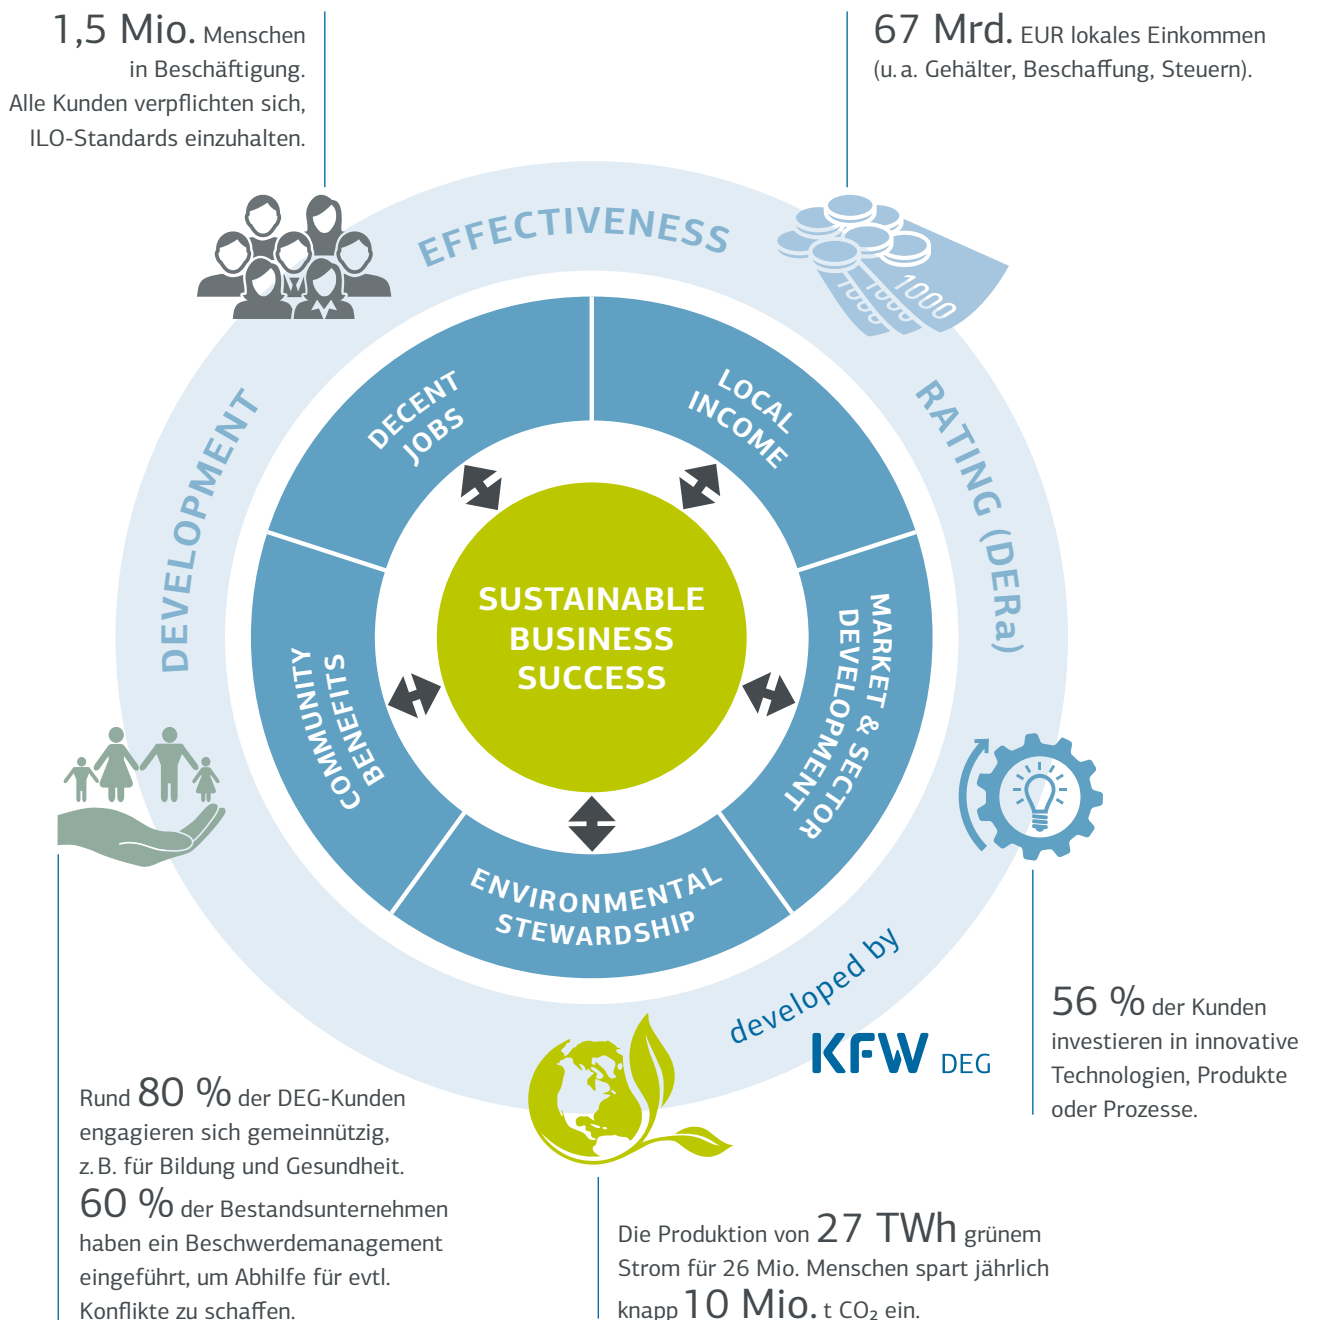 1,5 Mio. Menschen
in Beschäftigung.
Alle Kunden verpflichten sich,
ILO-Standards einzuhalten.
67 Mrd. EUR lokales Einkommen
(u. a. Gehälter, Beschaffung, Steuern).
DEVELOPMENT
EFFECTIVENESS
RATING (DERa)
1000
1000
1000
DECENT
JOBS
LOCAL
INCOME
MARKET & SECTOR
DEVELOPMENT
ENVIRONMENTAL
STEWARDSHIP
COMMUNITY
BENEFITS
SUSTAINABLE
BUSINESS
SUCCESS
developed by
KFW DEG
56 % der Kunden
investieren in innovative
Technologien, Produkte
oder Prozesse.
Rund 80 % der DEG-Kunden
engagieren sich gemeinnützig,
z. B. für Bildung und Gesundheit.
60 % der Bestandsunternehmen
haben ein Beschwerdemanagement
eingeführt, um Abhilfe für evtl.
Konflikte zu schaffen.
Die Produktion von 27 TWh grünem
Strom für 26 Mio. Menschen spart jährlich
knapp 10 Mio. t CO₂ ein.